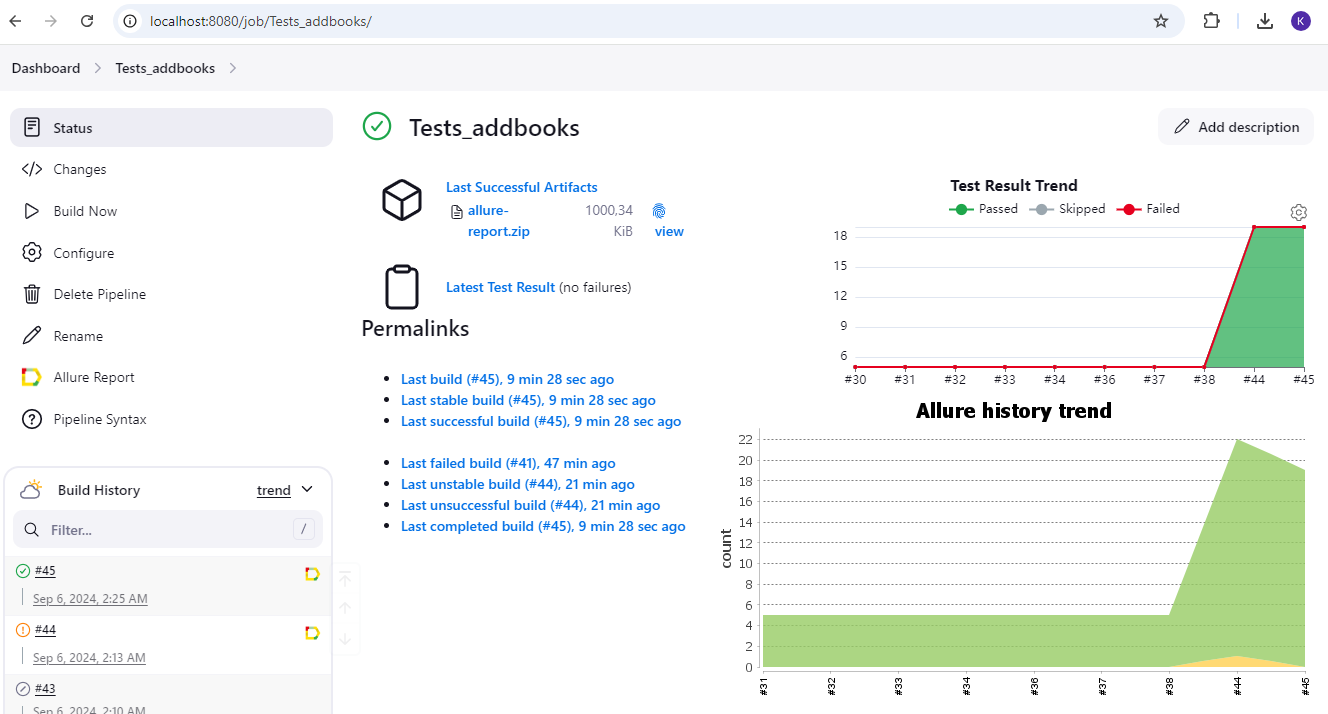 localhost:8080/job/Tests_addbooks/
K
Dashboard
Tests_addbooks
Status
Changes
Build Now
Configure
Delete Pipeline
Rename
Allure Report
Pipeline Syntax
Build History
trend
Filter...
/
#45
Sep 6, 2024, 2:25 AM
#44
Sep 6, 2024, 2:13 AM
#43
Sep 6, 2024, 2:10 AM
Tests_addbooks
Add description
Last Successful Artifacts
allure-
report.zip
1000,34
KiB
view
Latest Test Result (no failures)
Permalinks
Last build (#45), 9 min 28 sec ago
Last stable build (#45), 9 min 28 sec ago
Last successful build (#45), 9 min 28 sec ago
Last failed build (#41), 47 min ago
Last unstable build (#44), 21 min ago
Last unsuccessful build (#44), 21 min ago
Last completed build (#45), 9 min 28 sec ago
Test Result Trend
Passed Skipped Failed
18
15
12
9
6
#30 #31 #32 #33 #34 #36 #37 #38 #44 #45
Allure history trend
count
22
20
18
16
14
12
10
8
6
4
2
0
#31 #32 #33 #34 #36 #37 #38 #44 #45